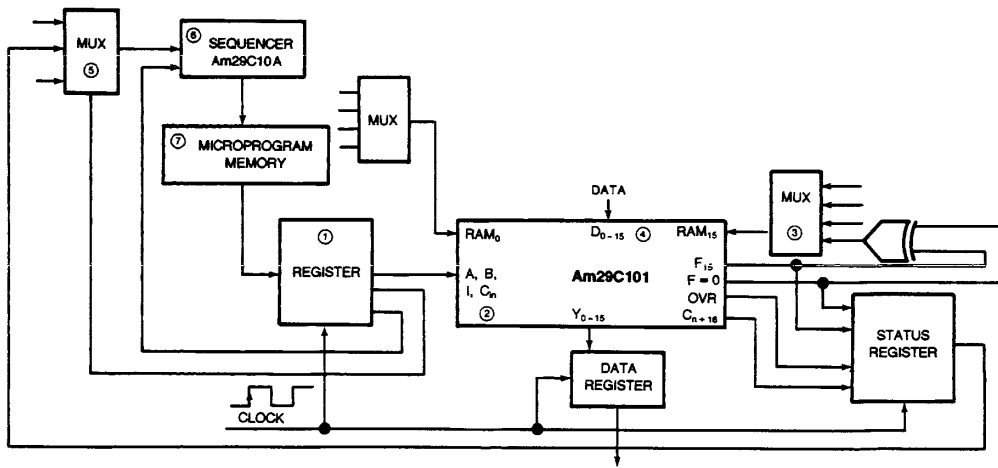 MUX
⑤
⑥ SEQUENCER
Am29C10A
⑦ MICROPROGRAM
MEMORY
MUX
①
REGISTER
CLOCK
DATA
RAM₀
D₀₋₁₅ ④
RAM₁₅
A, B,
I, Cᵢₙ
②
Am29C101
F₁₅
F = 0
OVR
Cₙ₊₁₆
Y₀₋₁₅
DATA
REGISTER
MUX
③
STATUS
REGISTER